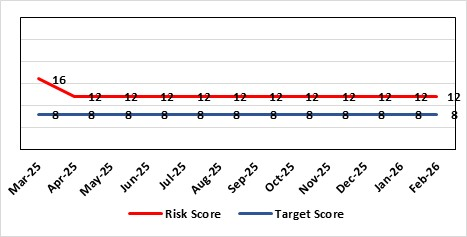 16
12 12 12 12 12 12 12 12 12 12 12
8 8 8 8 8 8 8 8 8 8 8 8
Mar-25 Apr-25 May-25 Jun-25 Jul-25 Aug-25 Sep-25 Oct-25 Nov-25 Dec-25 Jan-26 Feb-26
Risk Score Target Score